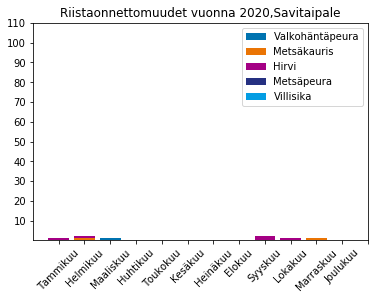 Riistaonnettomuudet vuonna 2020,Savitaipale
110
100
90
80
70
60
50
40
30
20
10
Valkohäntäpeura
Metsäkauris
Hirvi
Metsäpeura
Villisika
Tammikuu
Helmikuu
Maaliskuu
Huhtikuu
Toukokuu
Kesäkuu
Heinäkuu
Elokuu
Syyskuu
Lokakuu
Marraskuu
Joulukuu